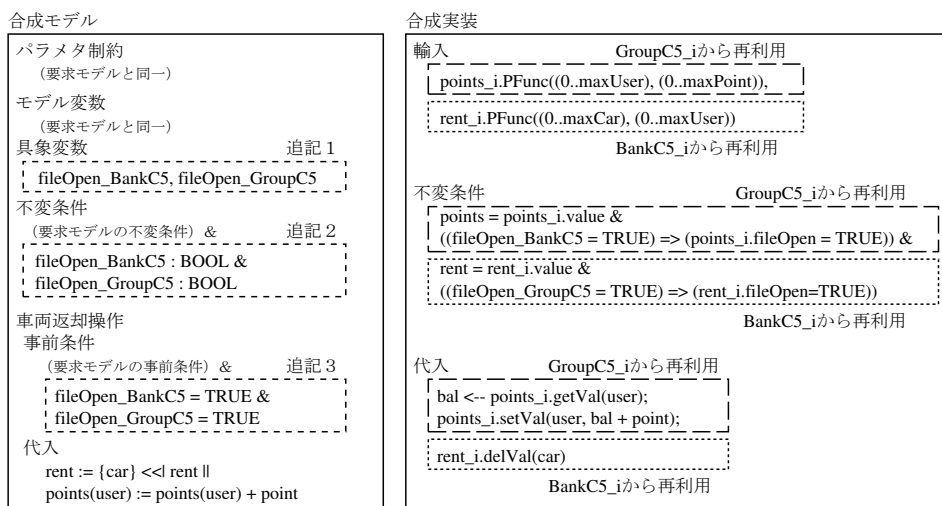 合成モデル
パラメタ制約
（要求モデルと同一）
モデル変数
（要求モデルと同一）
具象変数 追記１
fileOpen_BankC5, fileOpen_GroupC5
不変条件
（要求モデルの不変条件）& 追記２
fileOpen_BankC5 : BOOL &
fileOpen_GroupC5 : BOOL
車両返却操作
事前条件
（要求モデルの事前条件）& 追記３
fileOpen_BankC5 = TRUE &
fileOpen_GroupC5 = TRUE
代入
rent := {car} <<| rent ||
points(user) := points(user) + point
合成実装
輸入 GroupC5_iから再利用
points_i.PFunc((0..maxUser), (0..maxPoint)),
rent_i.PFunc((0..maxCar), (0..maxUser))
BankC5_iから再利用
不変条件 GroupC5_iから再利用
points = points_i.value &
((fileOpen_BankC5 = TRUE) => (points_i.fileOpen = TRUE)) &
rent = rent_i.value &
((fileOpen_GroupC5 = TRUE) => (rent_i.fileOpen=TRUE))
BankC5_iから再利用
代入 GroupC5_iから再利用
bal <-- points_i.getVal(user);
points_i.setVal(user, bal + point);
rent_i.delVal(car)
BankC5_iから再利用